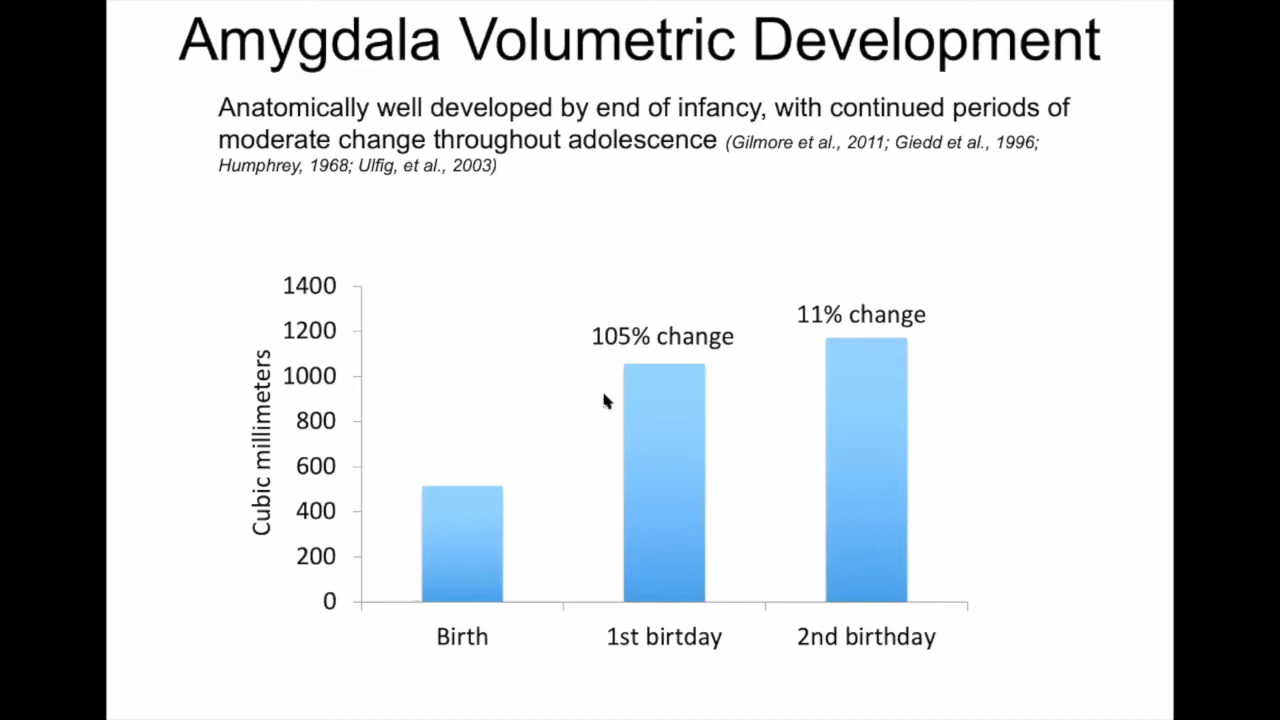 Amygdala Volumetric Development
Anatomically well developed by end of infancy, with continued periods of
moderate change throughout adolescence (Gilmore et al., 2011; Giedd et al., 1996;
Humphrey, 1968; Ulfig, et al., 2003)
Cubic millimeters
1400
1200
1000
800
600
400
200
0
105% change
11% change
Birth
1st birtday
2nd birthday